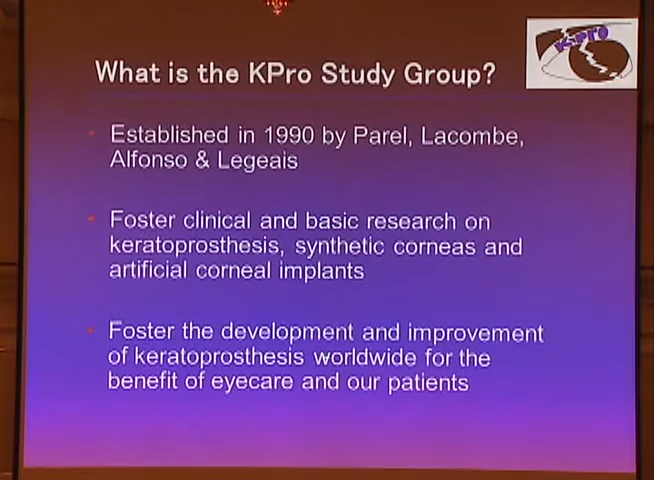 K-PRO
What is the KPro Study Group?
Established in 1990 by Parel, Lacombe,
Alfonso & Legeais
Foster clinical and basic research on
keratoprosthesis, synthetic corneas and
artificial corneal implants
Foster the development and improvement
of keratoprosthesis worldwide for the
benefit of eyecare and our patients